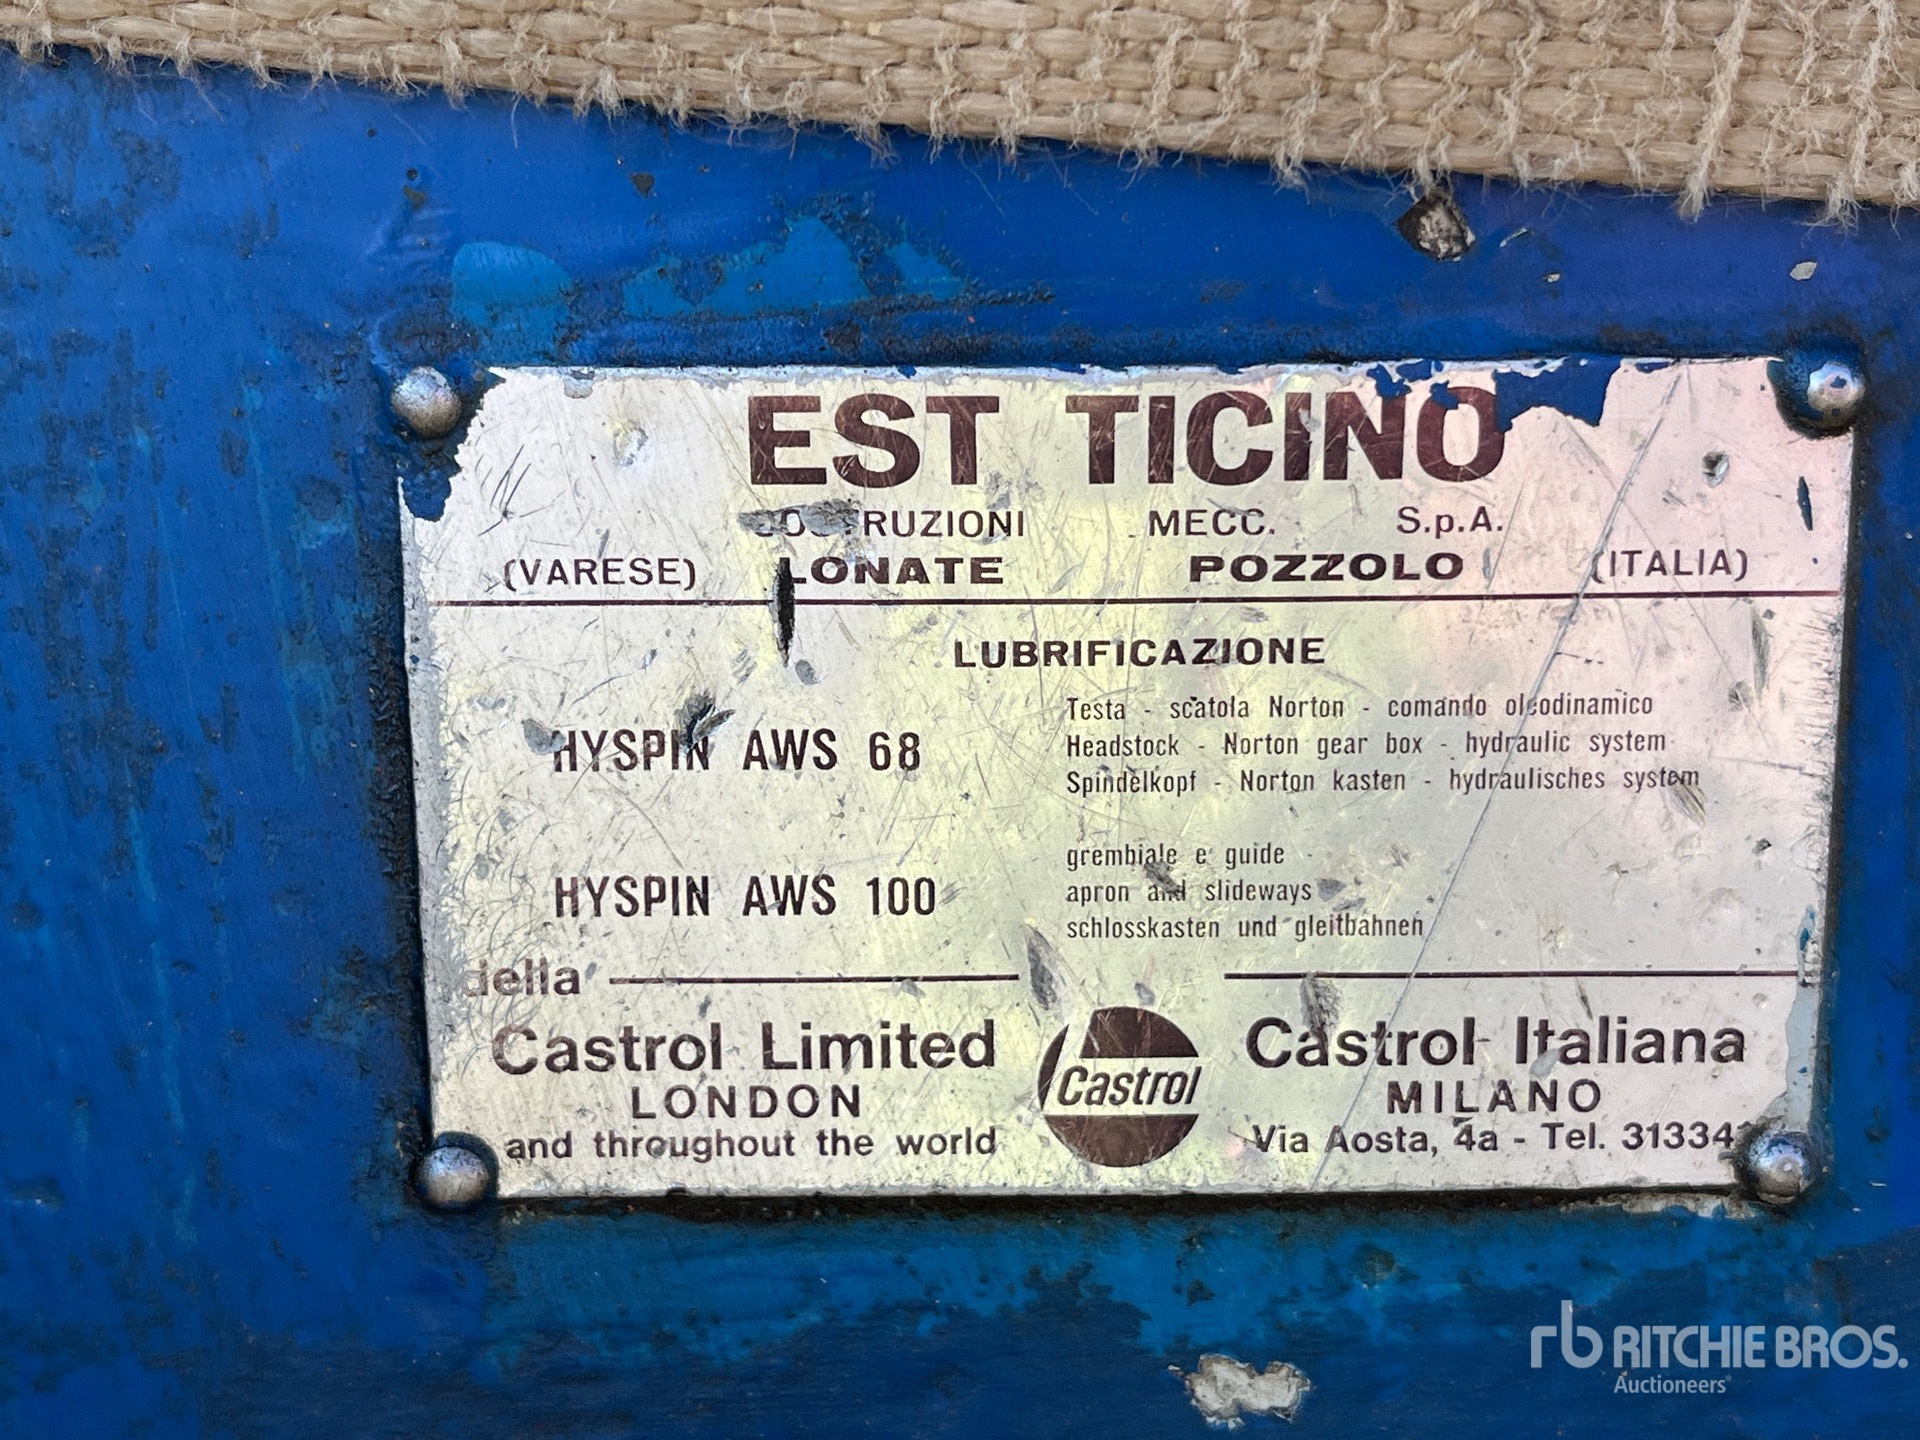 EST TICINO
MECC. S.p.A.
(VARESE) LONATE POZZOLO (ITALIA)
LUBRIFICAZIONE
HYSPIN AWS 68
Testa - scatola Norton - comando oleodinamico
Headstock - Norton gear box - hydraulic system
Spindelkopf - Norton kasten - hydraulisches system
HYSPIN AWS 100
grembiale e guide
apron and slideways
schlosskasten und gleitbahnen
della
Castrol Limited
LONDON
and throughout the world
Castrol
Castrol Italiana
MILANO
Via Aosta, 4a - Tel.
rb RITCHIE BROS.
Auctioneers